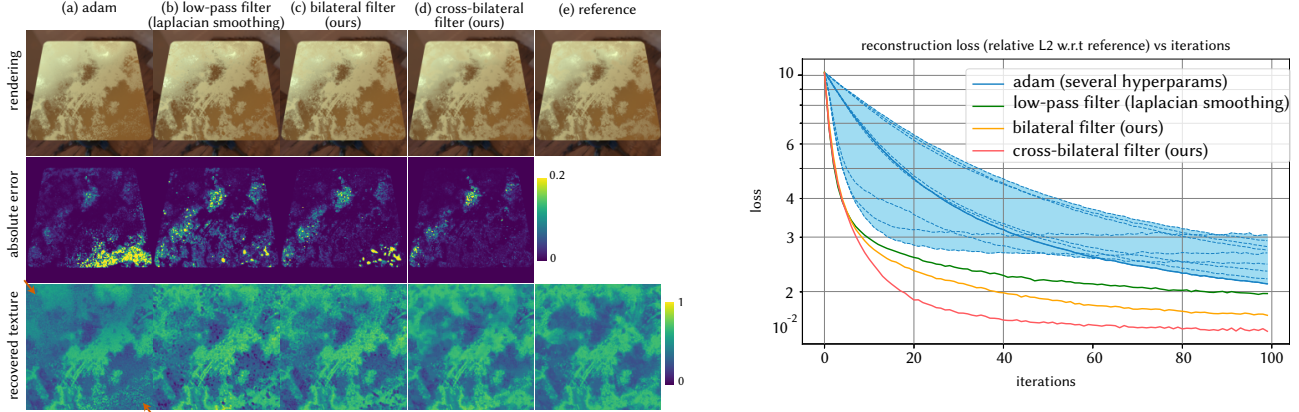 (a) adam
(b) low-pass filter
(laplacian smoothing)
(c) bilateral filter
(ours)
(d) cross-bilateral
filter (ours)
(e) reference
rendering
absolute error
0.2
0
recovered texture
1
0
reconstruction loss (relative L2 w.r.t reference) vs iterations
adam (several hyperparams)
low-pass filter (laplacian smoothing)
bilateral filter (ours)
cross-bilateral filter (ours)
loss
10
6
4
3
2
10-2
0
20
40
60
80
100
iterations